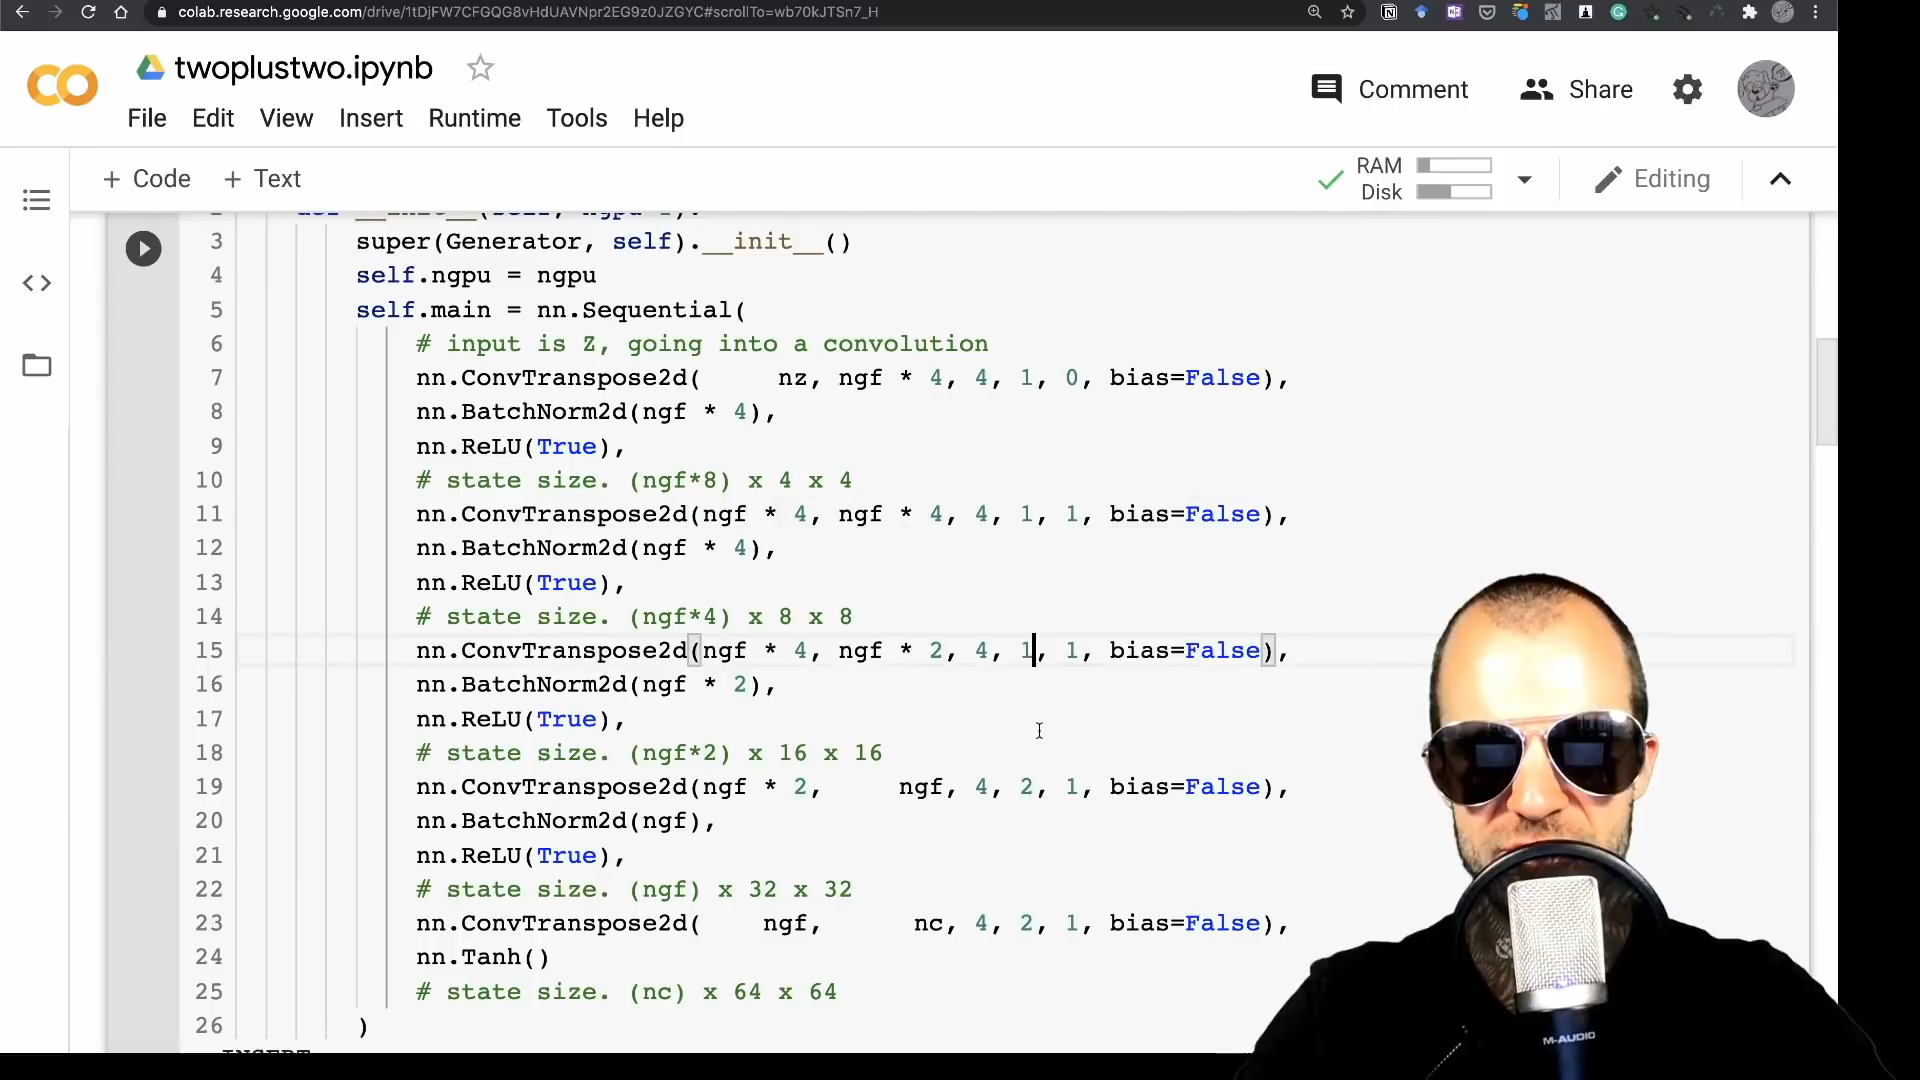 colab.research.google.com/drive/1tDjFW7CFGQG8vHdUAVNpr2EG9z0JZGYC#scrollTo=wb70kJTSn7_H
twoplustwo.ipynb
Comment
Share
File Edit View Insert Runtime Tools Help
+ Code + Text
RAM
Disk
Editing
3 super(Generator, self).__init__()
4 self.ngpu = ngpu
5 self.main = nn.Sequential(
6 # input is Z, going into a convolution
7 nn.ConvTranspose2d( nz, ngf * 4, 4, 1, 0, bias=False),
8 nn.BatchNorm2d(ngf * 4),
9 nn.ReLU(True),
10 # state size. (ngf*8) x 4 x 4
11 nn.ConvTranspose2d(ngf * 4, ngf * 4, 4, 1, 1, bias=False),
12 nn.BatchNorm2d(ngf * 4),
13 nn.ReLU(True),
14 # state size. (ngf*4) x 8 x 8
15 nn.ConvTranspose2d(ngf * 4, ngf * 2, 4, 1, 1, bias=False),
16 nn.BatchNorm2d(ngf * 2),
17 nn.ReLU(True),
18 # state size. (ngf*2) x 16 x 16
19 nn.ConvTranspose2d(ngf * 2, ngf, 4, 2, 1, bias=False),
20 nn.BatchNorm2d(ngf),
21 nn.ReLU(True),
22 # state size. (ngf) x 32 x 32
23 nn.ConvTranspose2d( ngf, nc, 4, 2, 1, bias=False),
24 nn.Tanh()
25 # state size. (nc) x 64 x 64
26 )
M-AUDIO